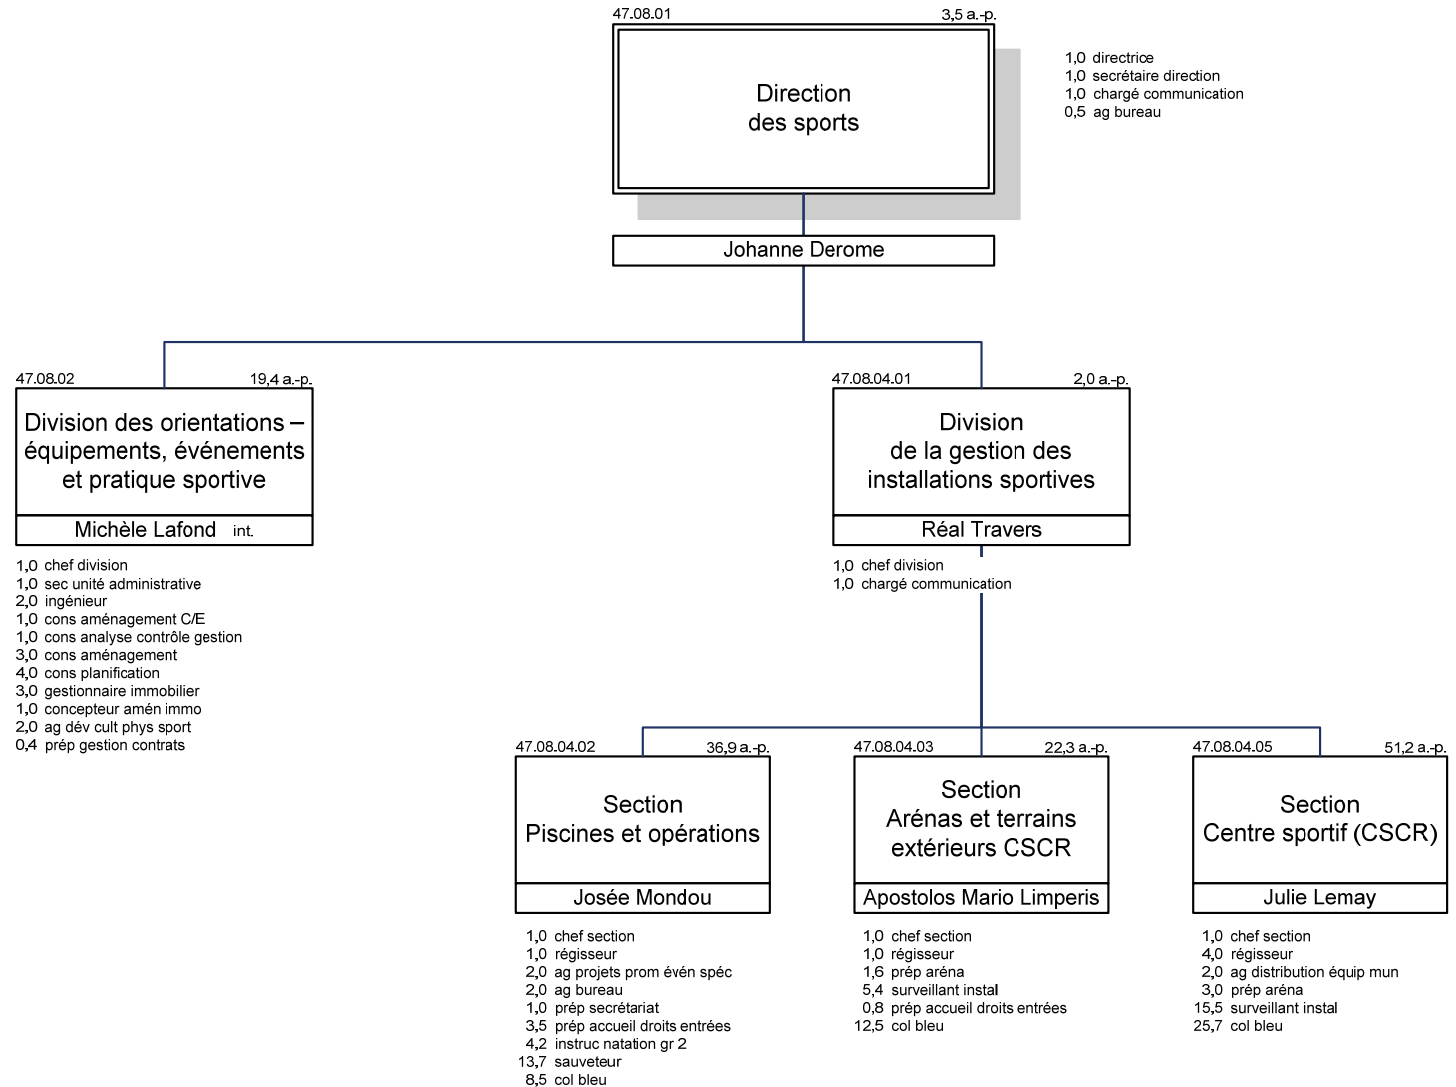 47.08.01 3,5 a.-p.
Direction
des sports
1,0 directrice
1,0 secrétaire direction
1,0 chargé communication
0,5 ag bureau
Johanne Derome
47.08.02 19,4 a.-p.
Division des orientations –
équipements, événements
et pratique sportive
Michèle Lafond int.
1,0 chef division
1,0 sec unité administrative
2,0 ingénieur
1,0 cons aménagement C/E
1,0 cons analyse contrôle gestion
3,0 cons aménagement
4,0 cons planification
3,0 gestionnaire immobilier
1,0 concepteur amén immo
2,0 ag dév cult phys sport
0,4 prép gestion contrats
47.08.04.01 2,0 a.-p.
Division
de la gestion des
installations sportives
Réal Travers
1,0 chef division
1,0 chargé communication
47.08.04.02 36,9 a.-p.
Section
Piscines et opérations
Josée Mondou
1,0 chef section
1,0 régisseur
2,0 ag projets prom évén spéc
2,0 ag bureau
1,0 prép secrétariat
3,5 prép accueil droits entrées
4,2 instruc natation gr 2
13,7 sauveteur
8,5 col bleu
47.08.04.03 22,3 a.-p.
Section
Arénas et terrains
extérieurs CSCR
Apostolos Mario Limperis
1,0 chef section
1,0 régisseur
1,6 prép aréna
5,4 surveillant instal
0,8 prép accueil droits entrées
12,5 col bleu
47.08.04.05 51,2 a.-p.
Section
Centre sportif (CSCR)
Julie Lemay
1,0 chef section
4,0 régisseur
2,0 ag distribution équip mun
3,0 prép aréna
15,5 surveillant instal
25,7 col bleu